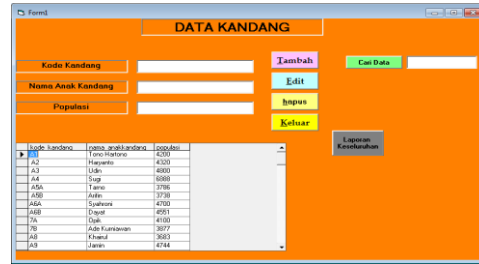 Form1
DATA KANDANG
Kode Kandang
Nama Anak Kandang
Populasi
Tambah
Edit
hapus
Keluar
Cari Data
Laporan
Keseluruhan
kode_kandang nama_anakkandang populasi
A1 Tono Hartono 4200
A2 Haryanto 4320
A3 Udin 4800
A4 Sugi 6888
A5A Tarno 3786
A5B Arifin 3738
A6A Syahroni 4700
A6B Dayat 4551
7A Opik 4100
7B Ade Kurniawan 3877
A8 Khairul 3683
A9 Jamin 4744